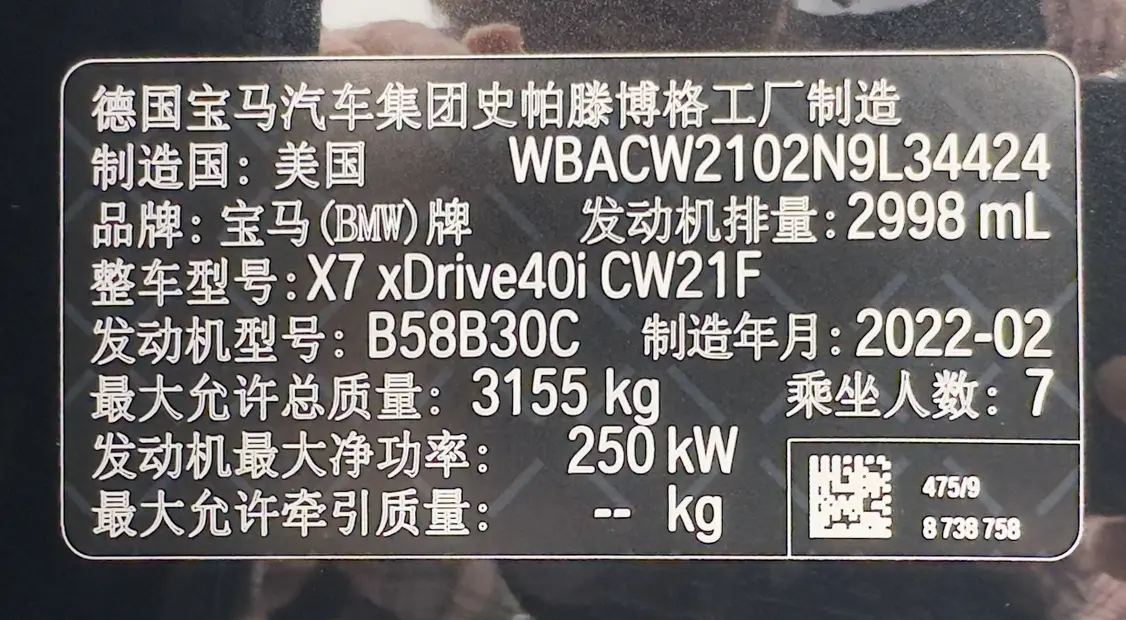 德国宝马汽车集团史帕滕博格工厂制造
制造国：美国 WBACW2102N9L34424
品牌：宝马(BMW)牌 发动机排量：2998 mL
整车型号：X7 xDrive40i CW21F
发动机型号：B58B30C 制造年月：2022-02
最大允许总质量：3155 kg 乘坐人数：7
发动机最大净功率：250 kW
最大允许牵引质量：-- kg
475/9
8 738 758